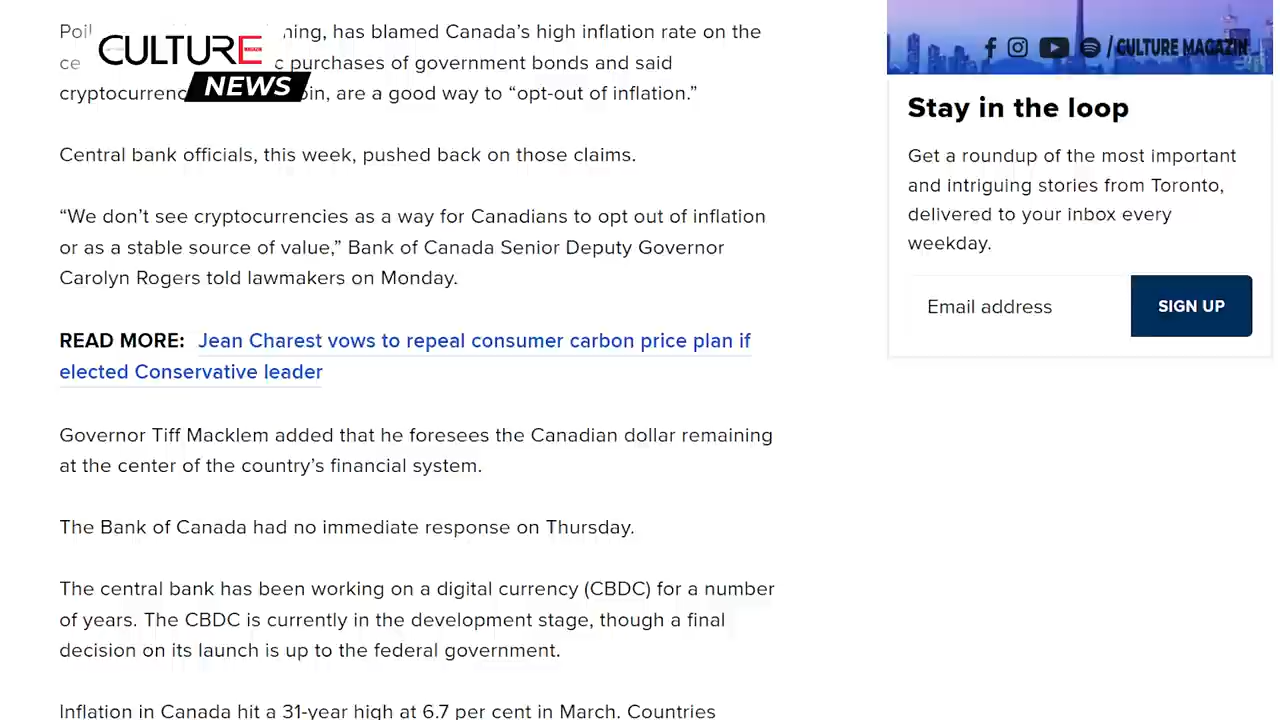 Poil ning, has blamed Canada’s high inflation rate on the
ce c purchases of government bonds and said
cryptocurrenc oin, are a good way to “opt-out of inflation.”
CULTURE
NEWS
Central bank officials, this week, pushed back on those claims.
“We don’t see cryptocurrencies as a way for Canadians to opt out of inflation
or as a stable source of value,” Bank of Canada Senior Deputy Governor
Carolyn Rogers told lawmakers on Monday.
READ MORE: Jean Charest vows to repeal consumer carbon price plan if
elected Conservative leader
Governor Tiff Macklem added that he foresees the Canadian dollar remaining
at the center of the country’s financial system.
The Bank of Canada had no immediate response on Thursday.
The central bank has been working on a digital currency (CBDC) for a number
of years. The CBDC is currently in the development stage, though a final
decision on its launch is up to the federal government.
Inflation in Canada hit a 31-year high at 6.7 per cent in March. Countries
/CULTURE MAGAZIN
Stay in the loop
Get a roundup of the most important
and intriguing stories from Toronto,
delivered to your inbox every
weekday.
Email address
SIGN UP